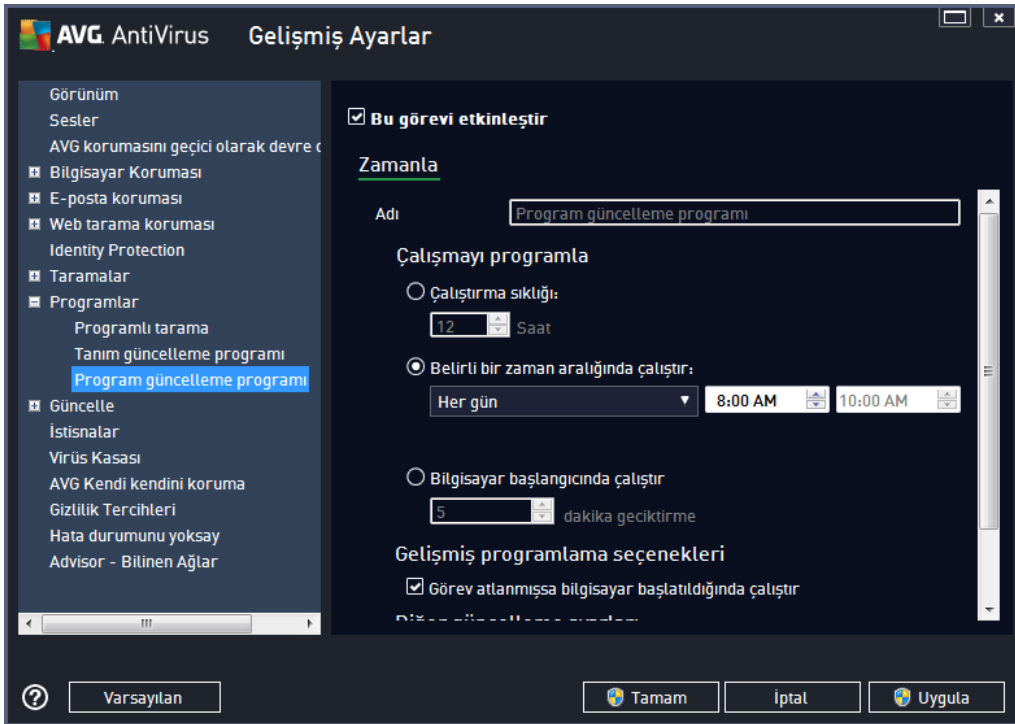 AVG. AntiVirus Gelişmiş Ayarlar
Görünüm
Sesler
AVG korumasını geçici olarak devre
Bilgisayar Koruması
E-posta koruması
Web tarama koruması
Identity Protection
Taramalar
Programlar
Programlı tarama
Tanım güncelleme programı
Program güncelleme programı
Güncelle
İstisnalar
Virüs Kasası
AVG Kendi kendini koruma
Gizlilik Tercihleri
Hata durumunu yoksay
Advisor - Bilinen Ağlar
Bu görevi etkinleştir
Zamanla
Adı Program güncelleme programı
Çalışmayı programla
Çalıştırma sıklığı:
12 Saat
Belirli bir zaman aralığında çalıştır:
Her gün 8:00 AM 10:00 AM
Bilgisayar başlangıcında çalıştır
5 dakika geciktirme
Gelişmiş programlama seçenekleri
Görev atlanmışsa bilgisayar başlatıldığında çalıştır
Diğer güncelleme ayarları
? Varsayılan Tamam İptal Uygula